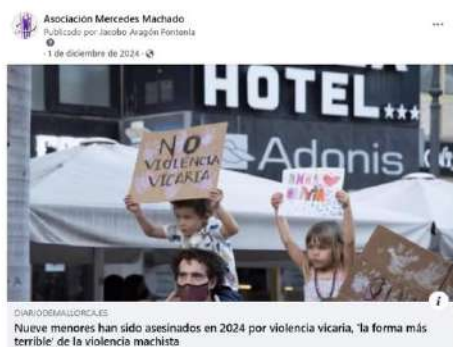 Asociación Mercedes Machado
Publicado por Jacobo Aragón Fontenla
· 1 de diciembre de 2024 ·
HOTEL***
Adonis
NO
VIOLENCIA
VICARIA
DIARIODEMALLORCA.ES
Nueve menores han sido asesinados en 2024 por violencia vicaria, 'la forma más
terrible' de la violencia machista